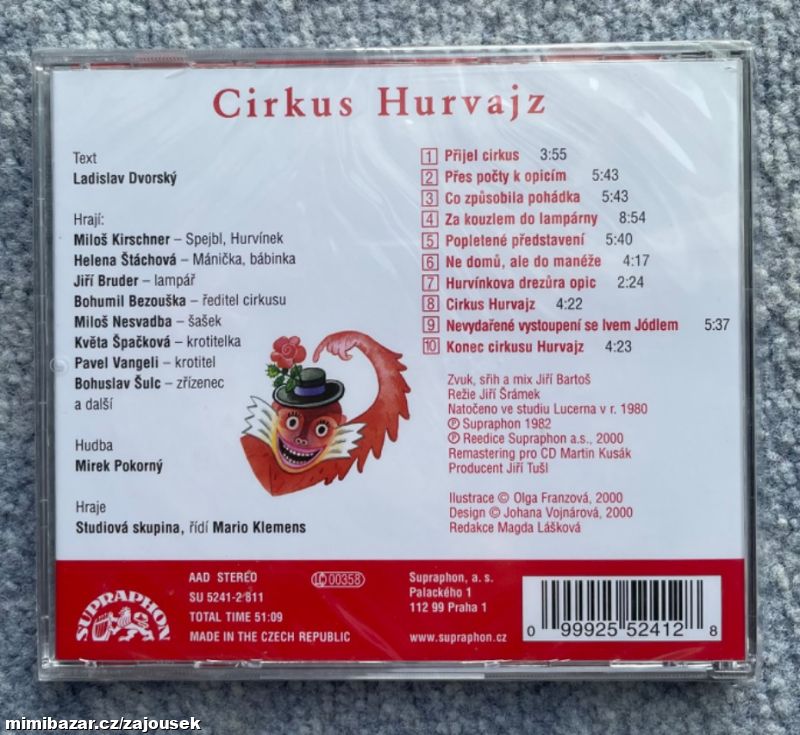 Cirkus Hurvajz
Text
Ladislav Dvorský
Hrají:
Miloš Kirschner – Spejbl, Hurvínek
Helena Štáchová – Mánička, bábinka
Jiří Bruder – lampář
Bohumil Bezouška – ředitel cirkusu
Miloš Nesvadba – šašek
Květa Špačková – krotitelka
Pavel Vangeli – krotitel
Bohuslav Šulc – zřízenec
a další
Hudba
Mirek Pokorný
Hraje
Studiová skupina, řídí Mario Klemens
1 Přijel cirkus 3:55
2 Přes počty k opicím 5:43
3 Co způsobila pohádka 5:43
4 Za kouzlem do lampárny 8:54
5 Popletené představení 5:40
6 Ne domů, ale do manéže 4:17
7 Hurvínkova drezůra opic 2:24
8 Cirkus Hurvajz 4:22
9 Nevydařené vystoupení se Ivem Jódlem 5:37
10 Konec cirkusu Hurvajz 4:23
Zvuk, sřih a mix Jiří Bartoš
Režie Jiří Šrámek
Natočeno ve studiu Lucerna v r. 1980
℗ Supraphon 1982
℗ Reedice Supraphon a.s., 2000
Remastering pro CD Martin Kusák
Producent Jiří Tušl
Ilustrace © Olga Franzová, 2000
Design © Johana Vojnárová, 2000
Redakce Magda Lášková
SUPRAPHON
AAD STEREO
SU 5241-2 811
TOTAL TIME 51:09
MADE IN THE CZECH REPUBLIC
LC 00358
Supraphon, a. s.
Palackého 1
112 99 Praha 1
www.supraphon.cz
0 99925 52412 8
mimibazar.cz/zajousek